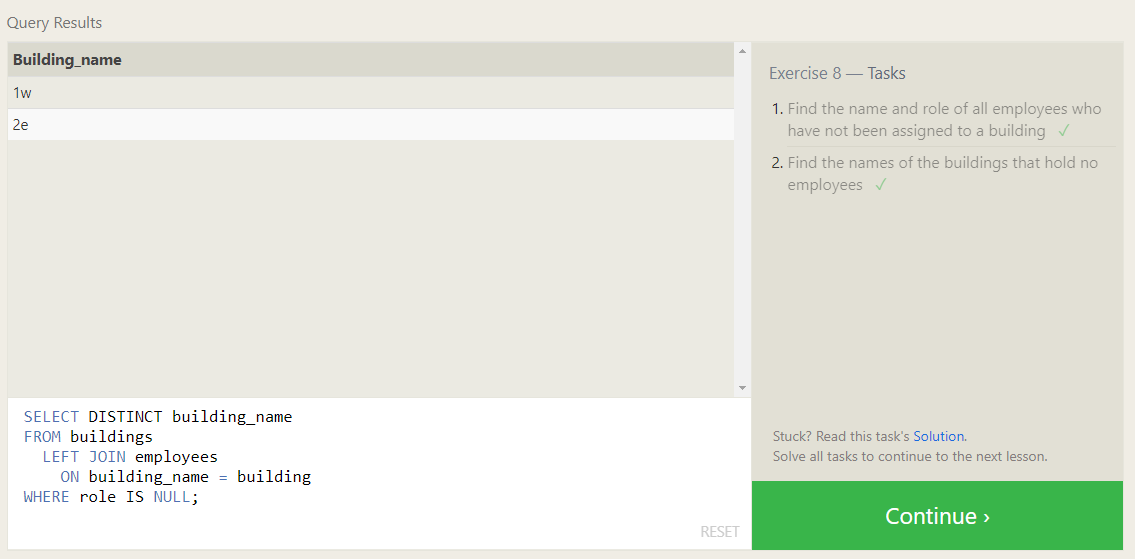 Query Results
Building_name
1w
2e
SELECT DISTINCT building_name
FROM buildings
LEFT JOIN employees
ON building_name = building
WHERE role IS NULL;
RESET
Exercise 8 — Tasks
1. Find the name and role of all employees who
have not been assigned to a building ✓
2. Find the names of the buildings that hold no
employees ✓
Stuck? Read this task's Solution.
Solve all tasks to continue to the next lesson.
Continue ›